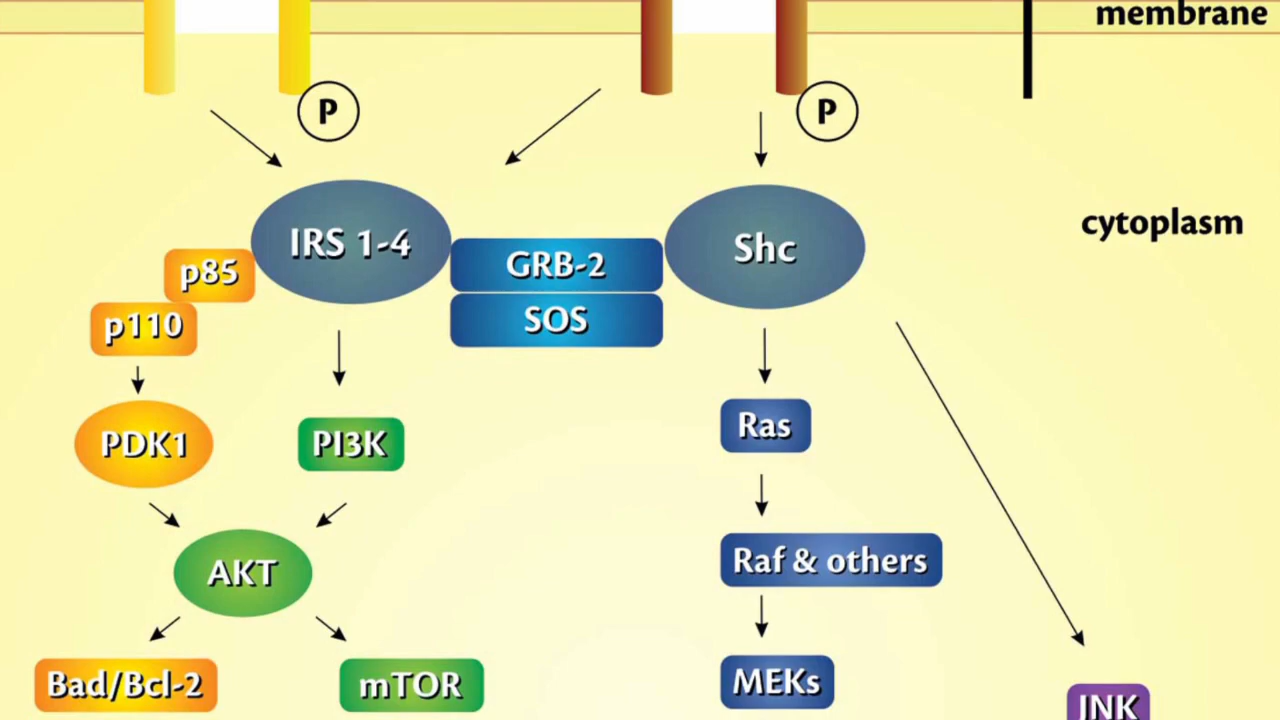 membrane
P
P
cytoplasm
IRS 1-4
Shc
GRB-2
p85
SOS
p110
PDK1
PI3K
Ras
AKT
Raf & others
Bad/Bcl-2
mTOR
MEKs
JNK